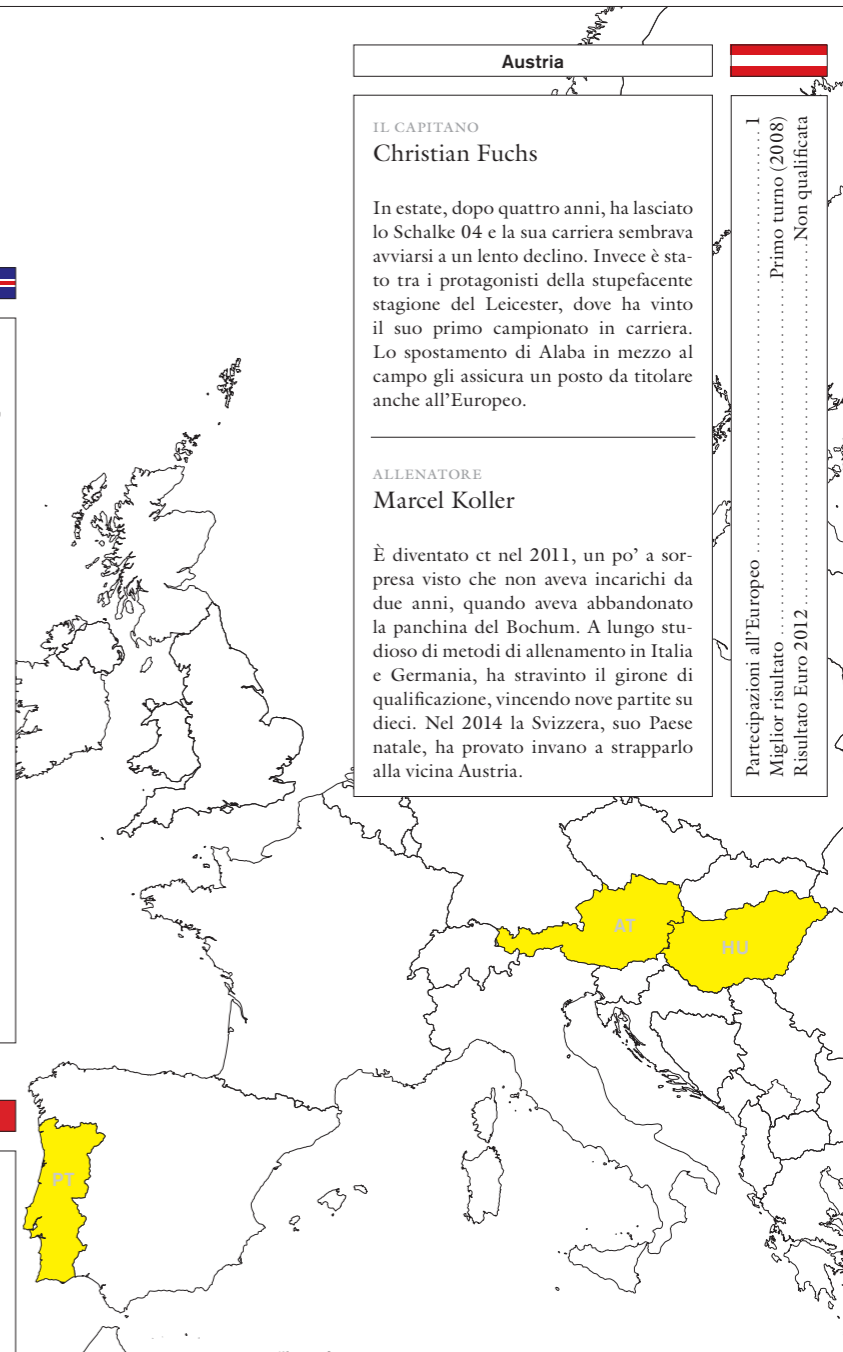 Austria
IL CAPITANO
Christian Fuchs
In estate, dopo quattro anni, ha lasciato
lo Schalke 04 e la sua carriera sembrava
avviarsi a un lento declino. Invece è sta-
to tra i protagonisti della stupefacente
stagione del Leicester, dove ha vinto
il suo primo campionato in carriera.
Lo spostamento di Alaba in mezzo al
campo gli assicura un posto da titolare
anche all'Europeo.
ALLENATORE
Marcel Koller
È diventato ct nel 2011, un po' a sor-
presa visto che non aveva incarichi da
due anni, quando aveva abbandonato
la panchina del Bochum. A lungo stu-
dioso di metodi di allenamento in Italia
e Germania, ha stravinto il girone di
qualificazione, vincendo nove partite su
dieci. Nel 2014 la Svizzera, suo Paese
natale, ha provato invano a strapparlo
alla vicina Austria.
Partecipazioni all'Europeo 1
Miglior risultato Primo turno (2008)
Risultato Euro 2012 Non qualificata
AT
HU
PT